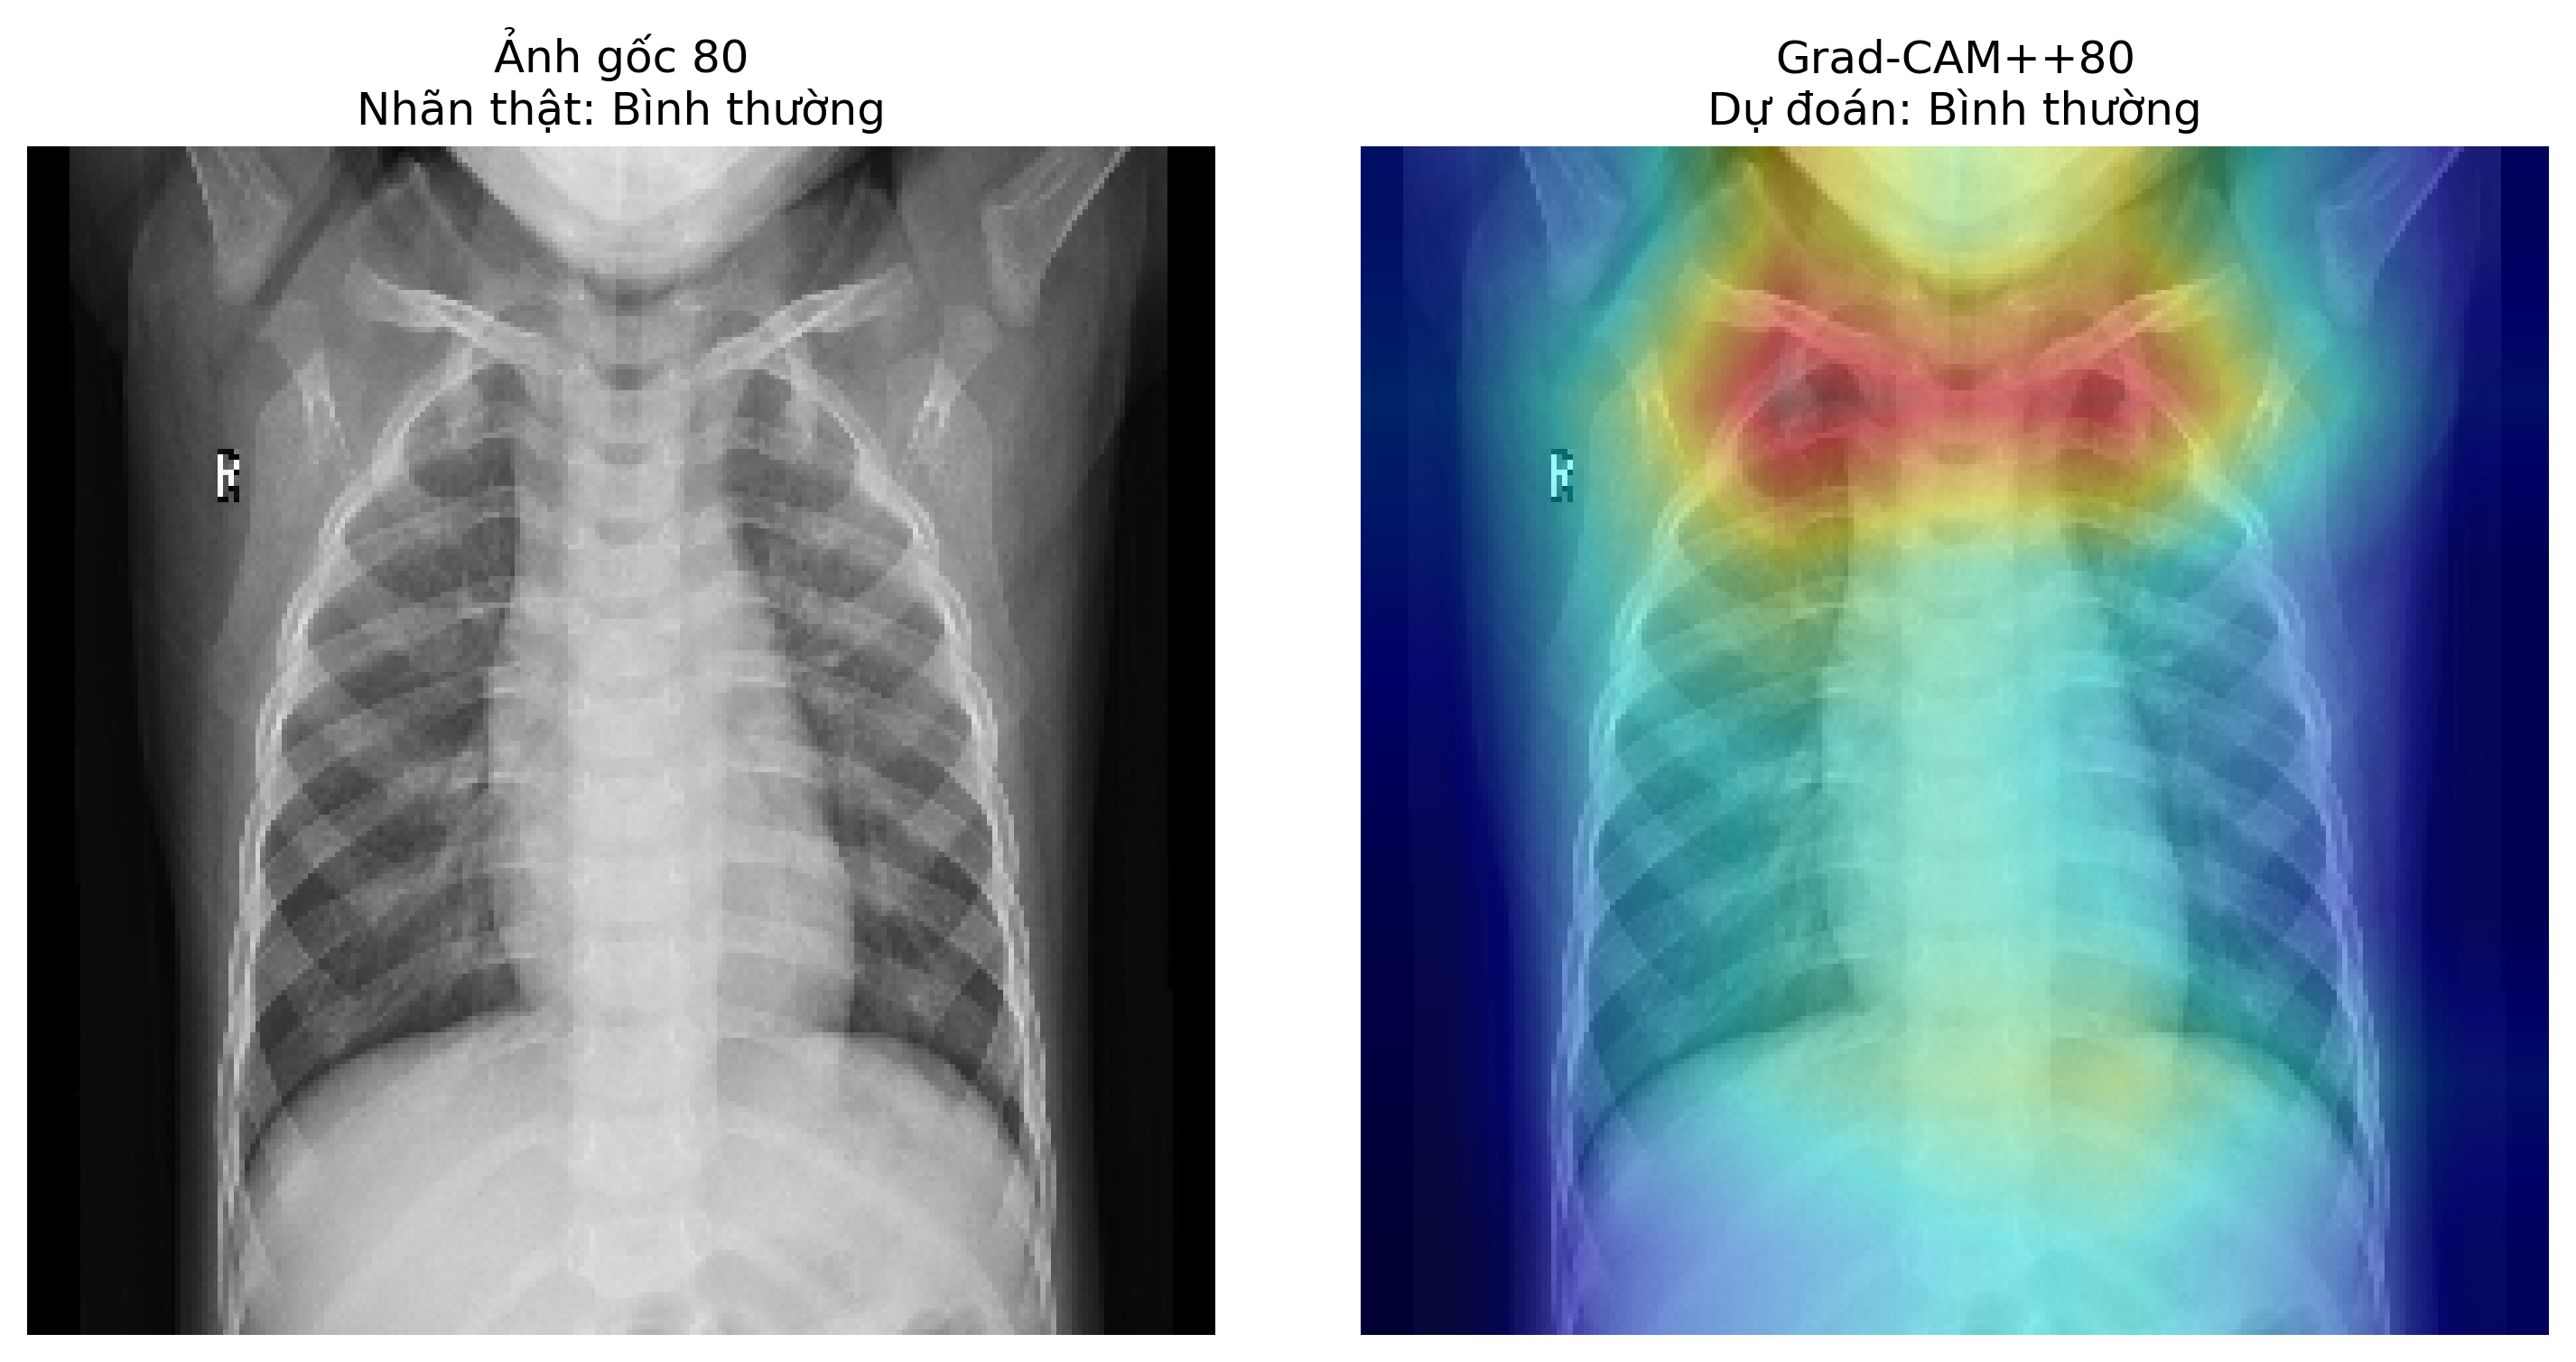 Ảnh gốc 80
Nhãn thật: Bình thường
Grad-CAM++80
Dự đoán: Bình thường
R
R